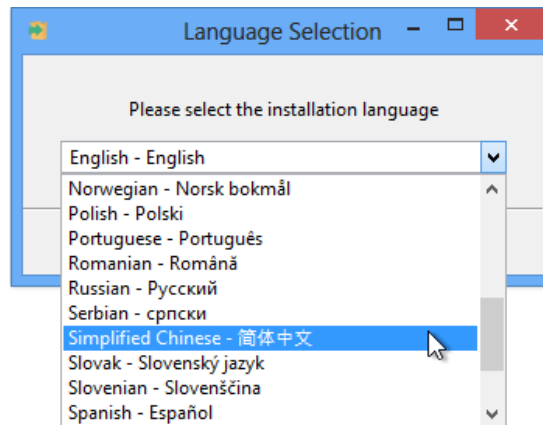 Language Selection
Please select the installation language
English - English
Norwegian - Norsk bokmål
Polish - Polski
Portuguese - Português
Romanian - Română
Russian - Русский
Serbian - српски
Simplified Chinese - 简体中文
Slovak - Slovenský jazyk
Slovenian - Slovenščina
Spanish - Español